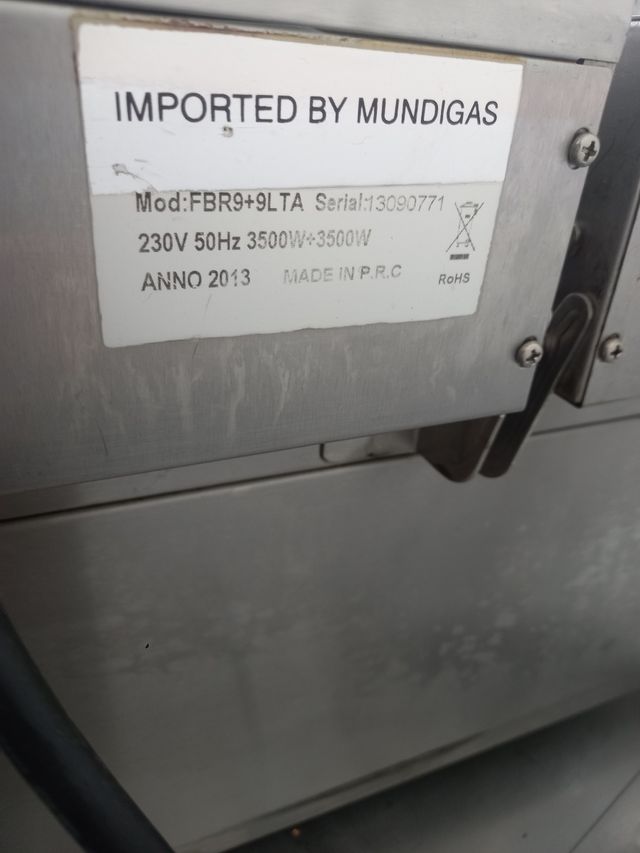 IMPORTED BY MUNDIGAS
Mod:FBR9+9LTA Serial:13090771
230V 50Hz 3500W+3500W
ANNO 2013 MADE IN P.R.C
RoHS